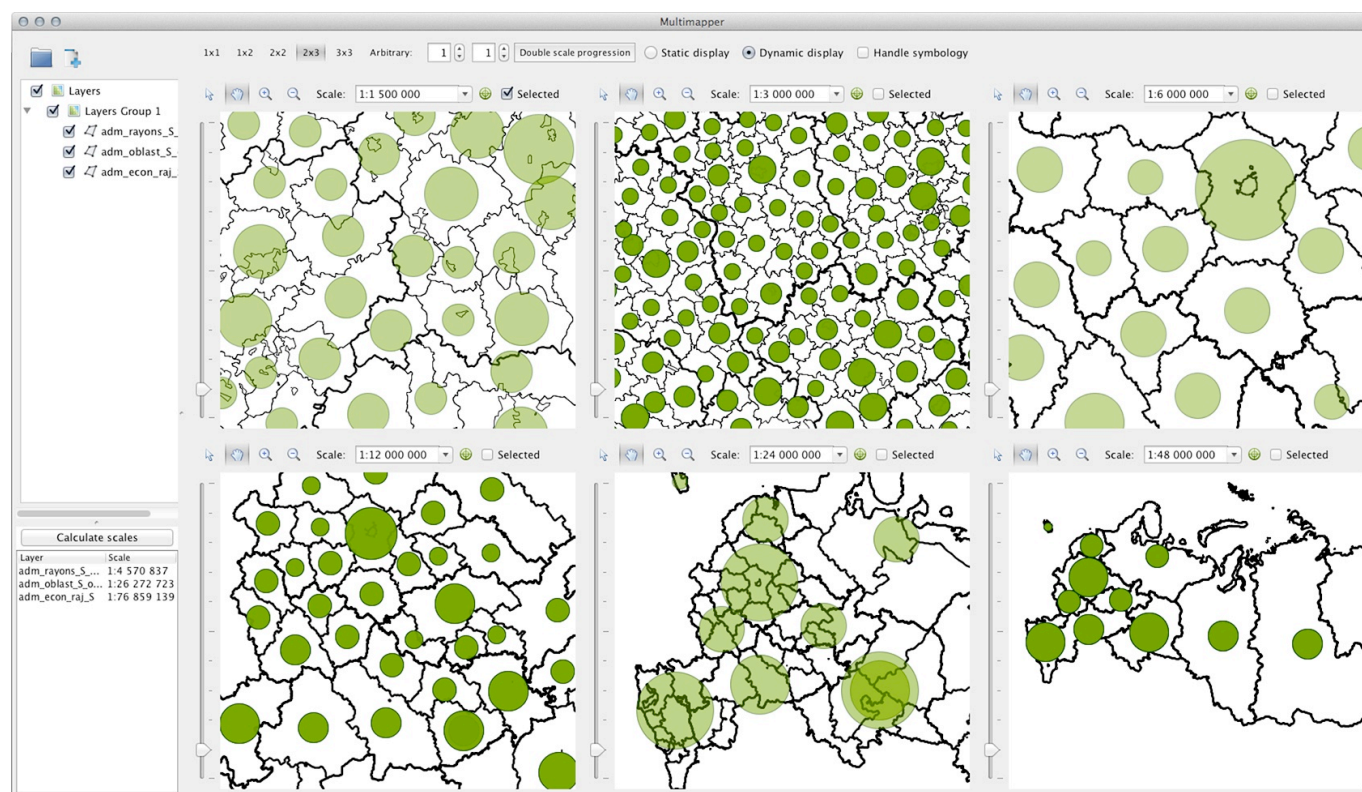 Multimapper
1x1 1x2 2x2 2x3 3x3 Arbitrary: 1 1 Double scale progression Static display Dynamic display Handle symbology
Layers
Layers Group 1
adm_rayons_S_
adm_oblast_S_
adm_econ_raj_
Scale: 1:1 500 000 Selected
Scale: 1:3 000 000 Selected
Scale: 1:6 000 000 Selected
Scale: 1:12 000 000 Selected
Scale: 1:24 000 000 Selected
Scale: 1:48 000 000 Selected
Calculate scales
Layer Scale
adm_rayons_S_... 1:4 570 837
adm_oblast_S_o... 1:26 272 723
adm_econ_raj_S 1:76 859 139